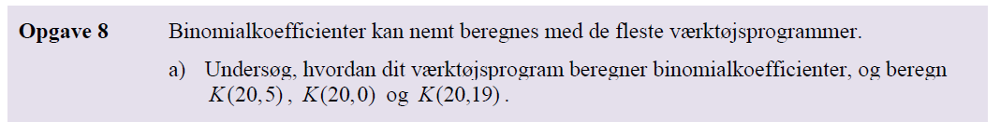 Opgave 8 Binomialkoefficienter kan nemt beregnes med de fleste værktøjsprogrammer.
a) Undersøg, hvordan dit værktøjsprogram beregner binomialkoefficienter, og beregn
K(20,5), K(20,0) og K(20,19).